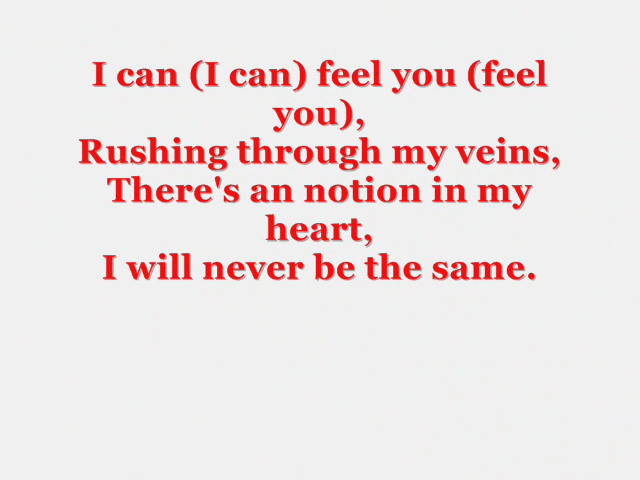 I can (I can) feel you (feel
you),
Rushing through my veins,
There's an notion in my
heart,
I will never be the same.